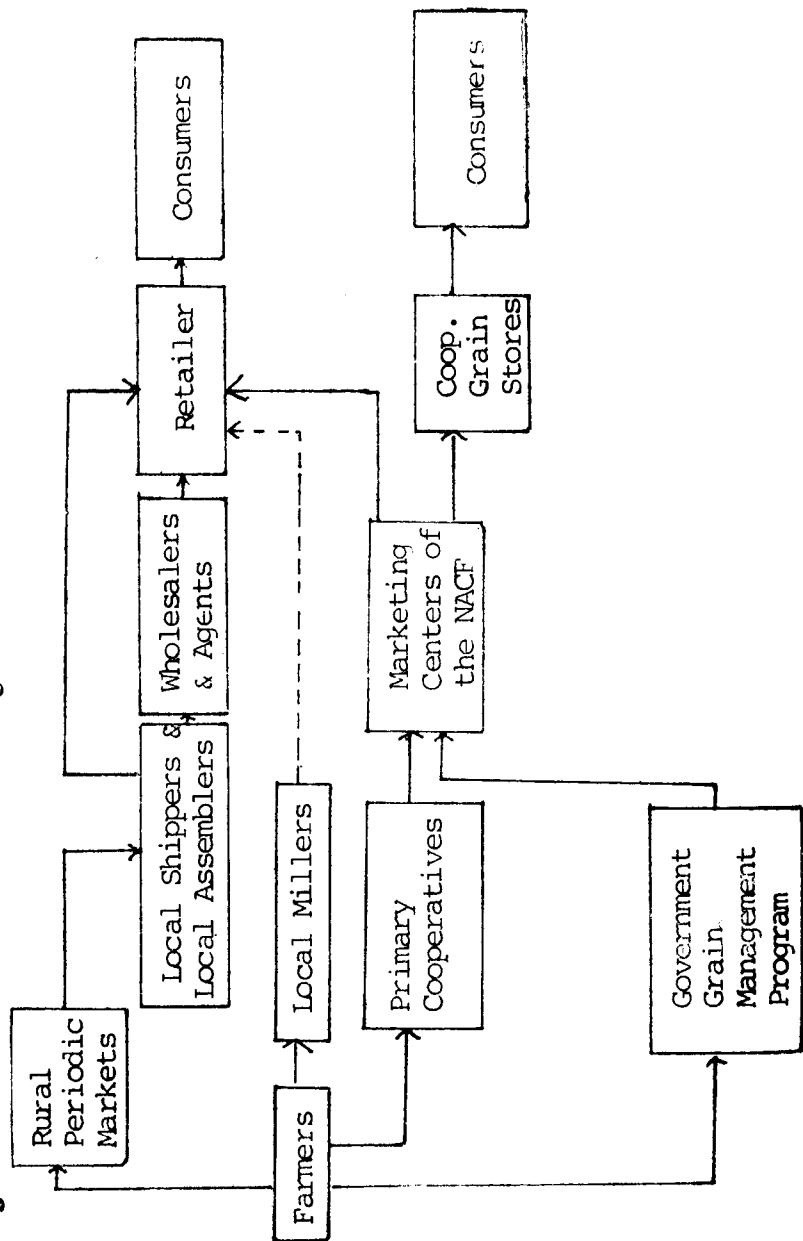 Rural
Periodic
Markets
Local Shippers &
Local Assemblers
Wholesalers
& Agents
Retailer
Consumers
Farmers
Local Millers
Primary
Cooperatives
Marketing
Centers of
the NACF
Coop.
Grain
Stores
Consumers
Government
Grain
Management
Program